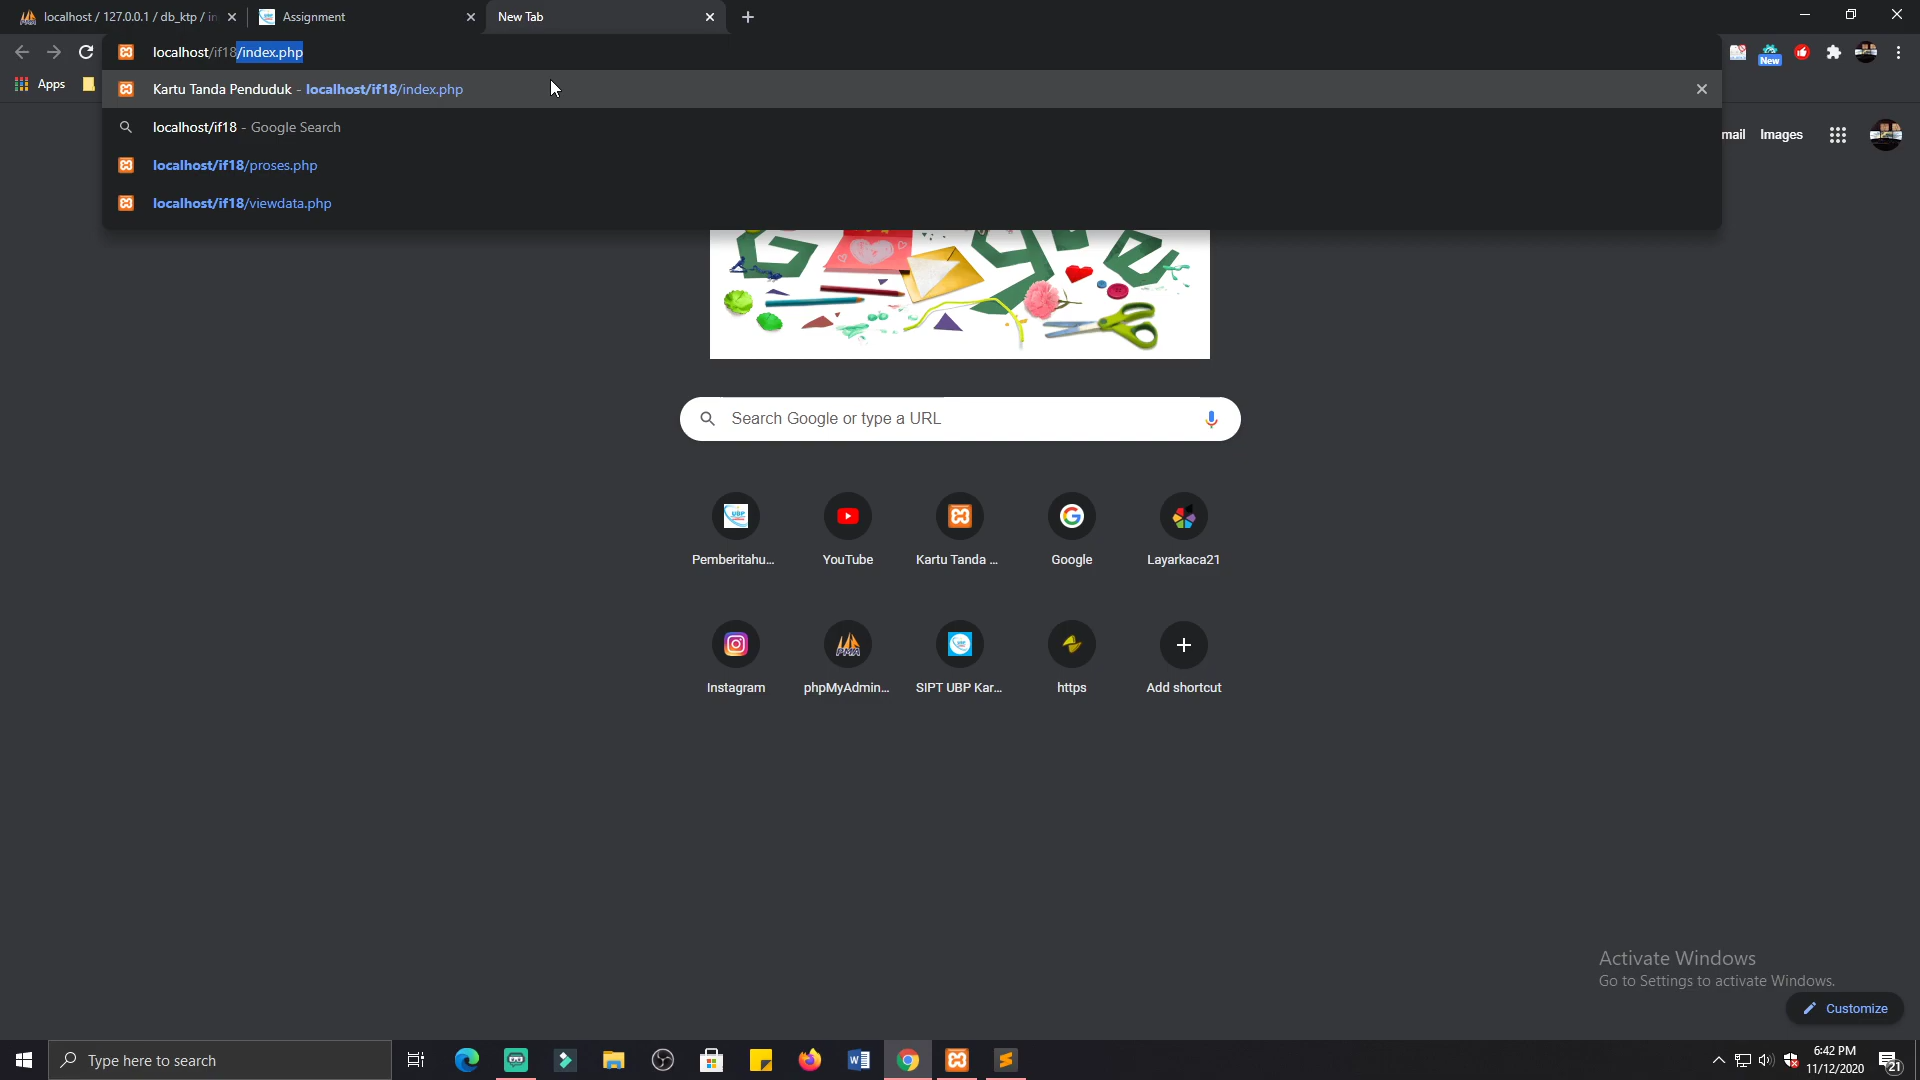 localhost / 127.0.0.1 / db_ktp / in
Assignment
New Tab
localhost/if18/index.php
New
Apps
Kartu Tanda Penduduk - localhost/if18/index.php
localhost/if18 - Google Search
localhost/if18/proses.php
localhost/if18/viewdata.php
mail
Images
Search Google or type a URL
UBP
Pemberitahu...
YouTube
Kartu Tanda ...
Google
Layarkaca21
PMA
Instagram
phpMyAdmin...
SIPT UBP Kar...
https
Add shortcut
Activate Windows
Go to Settings to activate Windows.
Customize
Type here to search
6:42 PM
11/12/2020
21